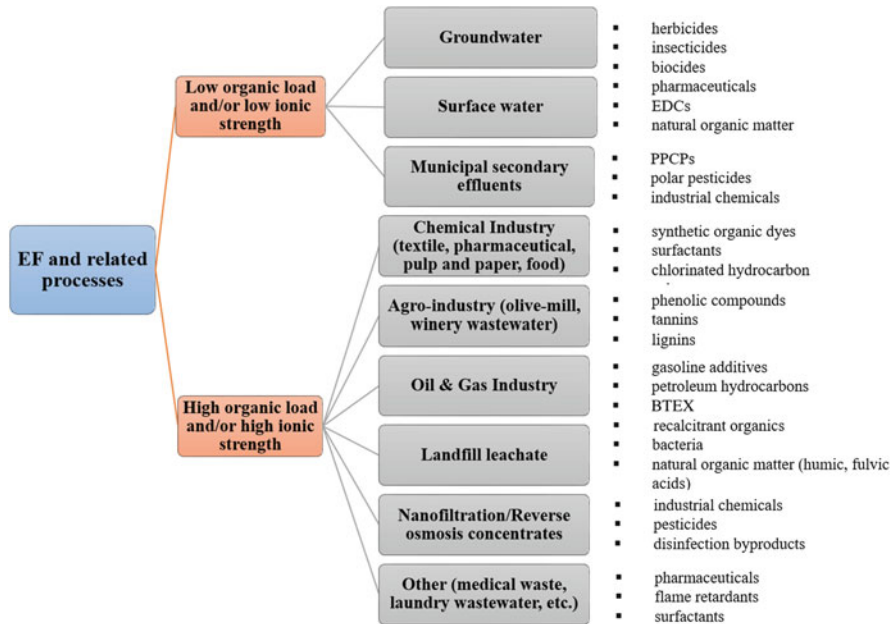 EF and related
processes
Low organic load
and/or low ionic
strength
High organic load
and/or high ionic
strength
Groundwater
▪ herbicides
▪ insecticides
▪ biocides
Surface water
▪ pharmaceuticals
▪ EDCs
▪ natural organic matter
Municipal secondary
effluents
▪ PPCPs
▪ polar pesticides
▪ industrial chemicals
Chemical Industry
(textile, pharmaceutical,
pulp and paper, food)
▪ synthetic organic dyes
▪ surfactants
▪ chlorinated hydrocarbon
Agro-industry (olive-mill,
winery wastewater)
▪ phenolic compounds
▪ tannins
▪ lignins
Oil & Gas Industry
▪ gasoline additives
▪ petroleum hydrocarbons
▪ BTEX
Landfill leachate
▪ recalcitrant organics
▪ bacteria
▪ natural organic matter (humic, fulvic
acids)
Nanofiltration/Reverse
osmosis concentrates
▪ industrial chemicals
▪ pesticides
▪ disinfection byproducts
Other (medical waste,
laundry wastewater, etc.)
▪ pharmaceuticals
▪ flame retardants
▪ surfactants